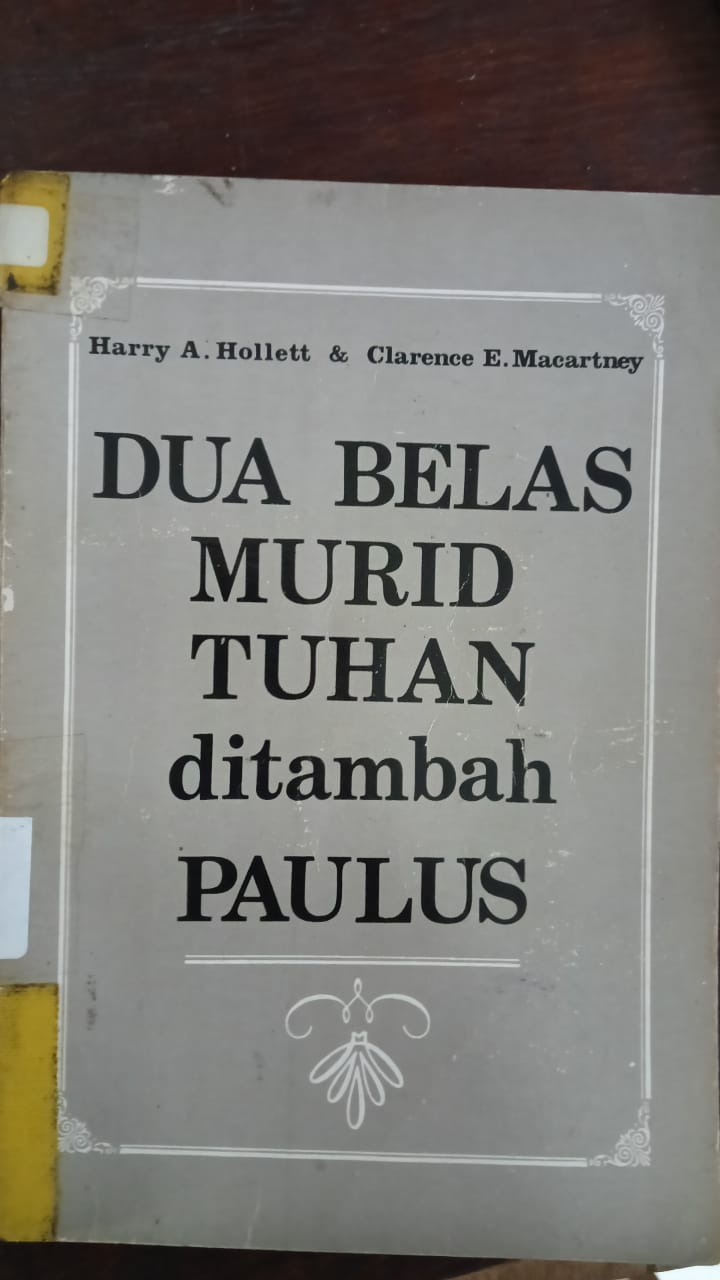 Harry A. Hollett & Clarence E. Macartney
DUA BELAS
MURID
TUHAN
ditambah
PAULUS